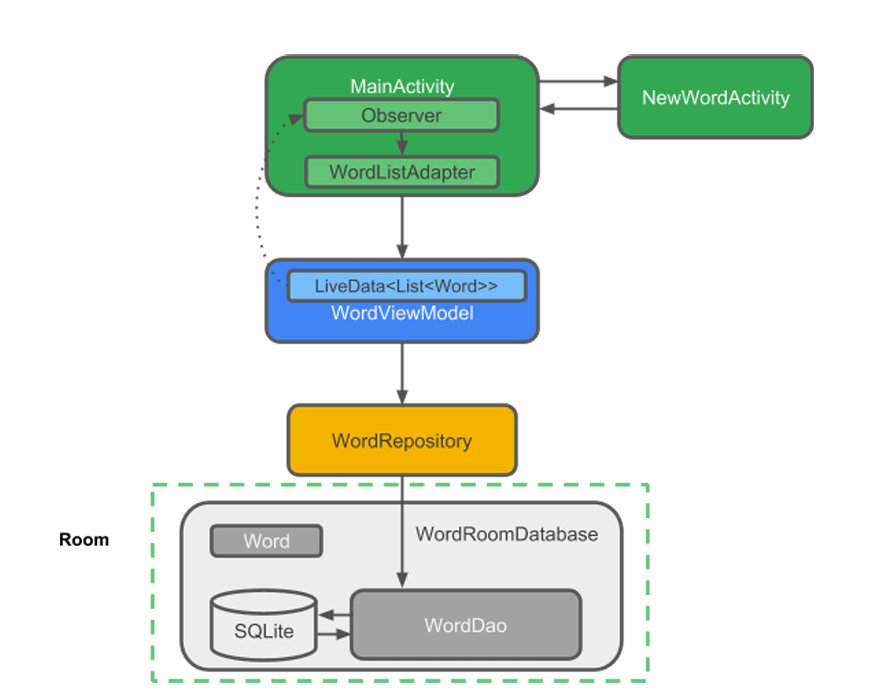 MainActivity
Observer
WordListAdapter
NewWordActivity
LiveData<List<Word>>
WordViewModel
WordRepository
Room
Word
WordRoomDatabase
SQLite
WordDao